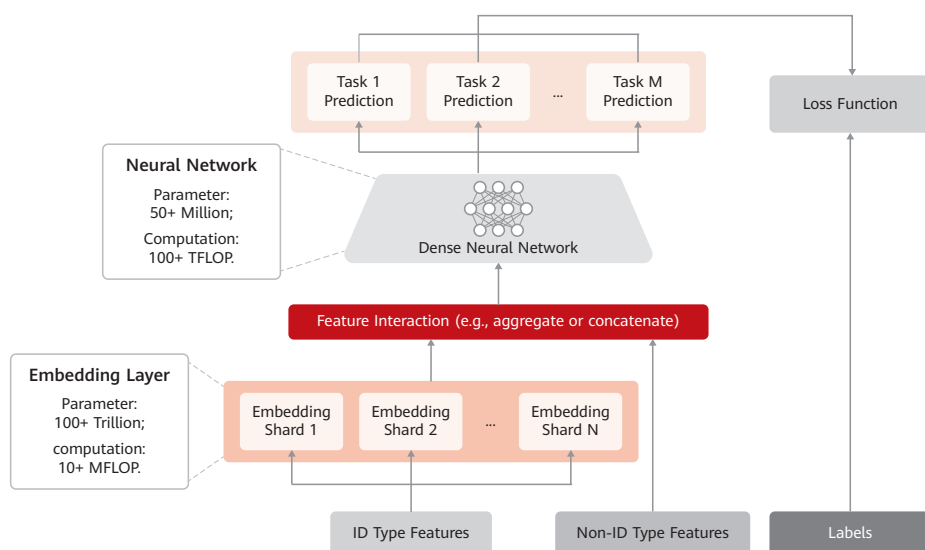 Task 1
Prediction
Task 2
Prediction
...
Task M
Prediction
Loss Function
Neural Network
Parameter:
50+ Million;
Computation:
100+ TFLOP.
Dense Neural Network
Feature Interaction (e.g., aggregate or concatenate)
Embedding Layer
Parameter:
100+ Trillion;
computation:
10+ MFLOP.
Embedding
Shard 1
Embedding
Shard 2
...
Embedding
Shard N
ID Type Features
Non-ID Type Features
Labels